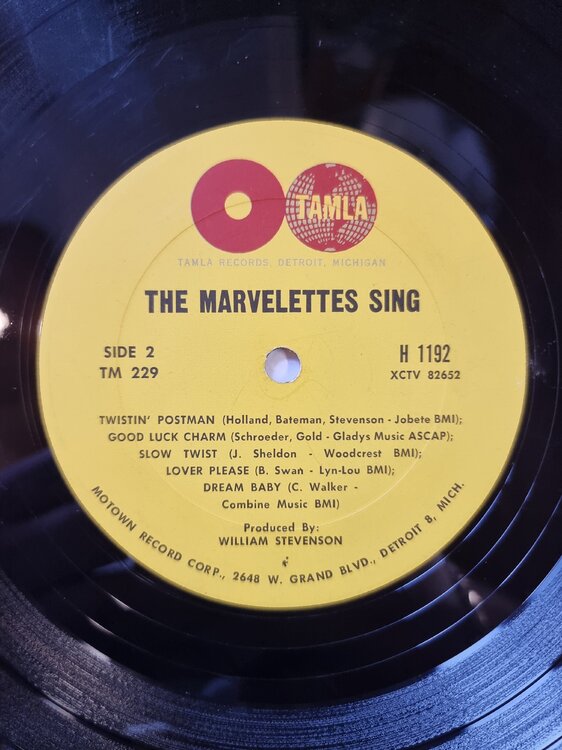 TAMLA
TAMLA RECORDS, DETROIT, MICHIGAN
THE MARVELETTES SING
SIDE 2
TM 229
H 1192
XCTV 82652
TWISTIN' POSTMAN (Holland, Bateman, Stevenson - Jobete BMI);
GOOD LUCK CHARM (Schroeder, Gold - Gladys Music ASCAP);
SLOW TWIST (J. Sheldon - Woodcrest BMI);
LOVER PLEASE (B. Swan - Lyn-Lou BMI);
DREAM BABY (C. Walker -
Combine Music BMI)
Produced By:
WILLIAM STEVENSON
MOTOWN RECORD CORP., 2648 W. GRAND BLVD., DETROIT 8, MICH.